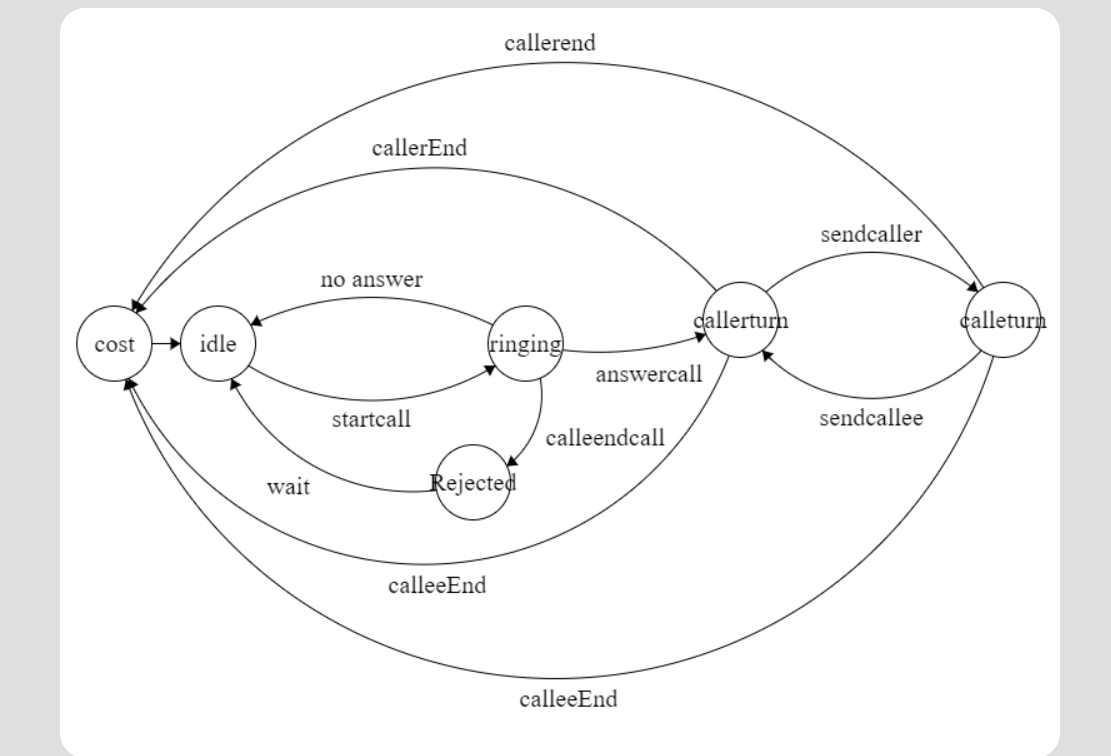 callerend
callerEnd
sendcaller
no answer
cost
idle
ringing
callerturn
calleturn
answercall
startcall
sendcallee
calleendcall
Rejected
wait
calleeEnd
calleeEnd